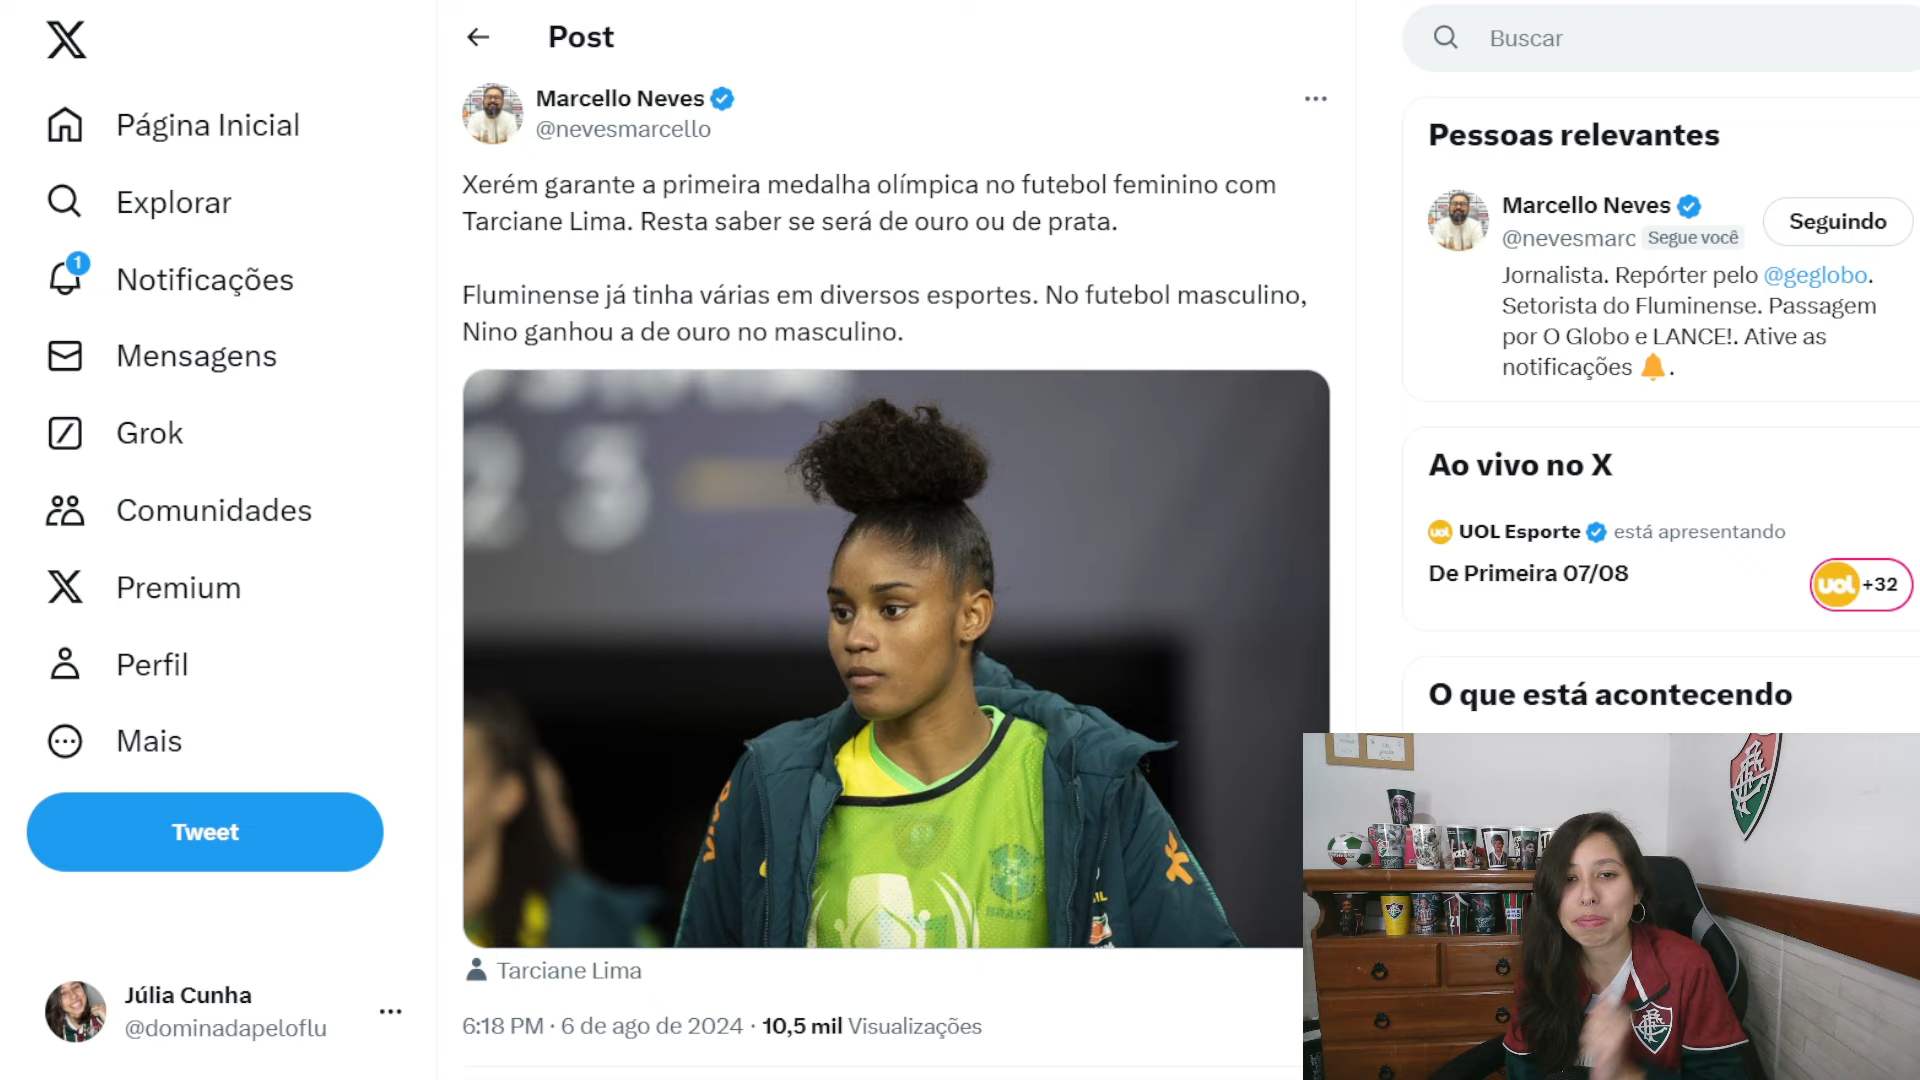 Página Inicial
Explorar
1
Notificações
Mensagens
Grok
Comunidades
Premium
Perfil
Mais
Tweet
Júlia Cunha
@dominadapeloflu
Post
Marcello Neves
@nevesmarcello
Xerém garante a primeira medalha olímpica no futebol feminino com
Tarciane Lima. Resta saber se será de ouro ou de prata.
Fluminense já tinha várias em diversos esportes. No futebol masculino,
Nino ganhou a de ouro no masculino.
23
vivo
BRASIL
Tarciane Lima
6:18 PM · 6 de ago de 2024 · 10,5 mil Visualizações
Buscar
Pessoas relevantes
Marcello Neves
@nevesmarc Segue você
Seguindo
Jornalista. Repórter pelo @geglobo.
Setorista do Fluminense. Passagem
por O Globo e LANCE!. Ative as
notificações 🔔.
Ao vivo no X
UOL Esporte está apresentando
De Primeira 07/08
uol +32
O que está acontecendo